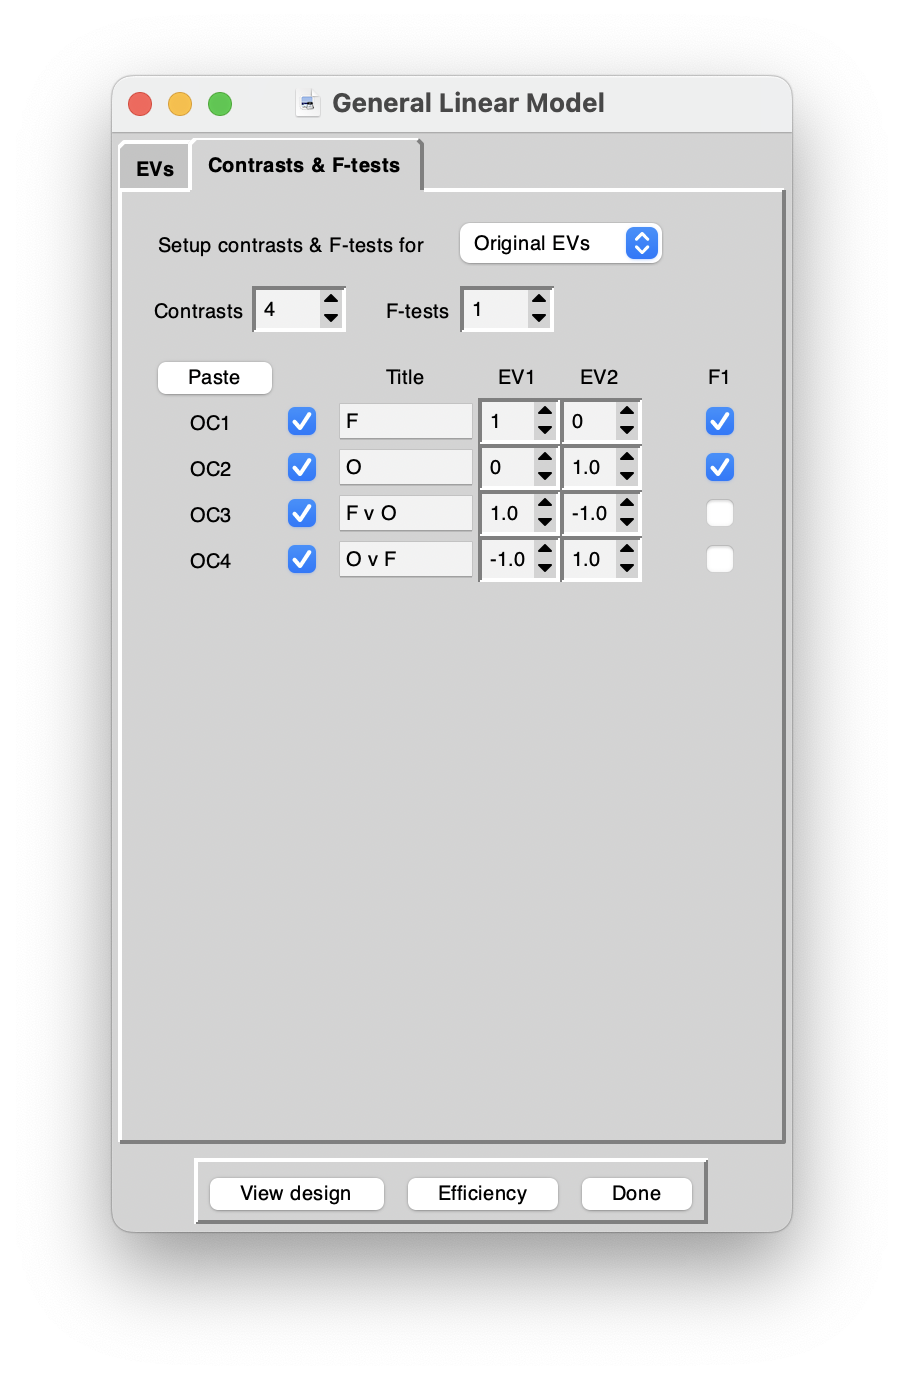 General Linear Model
EVs
Contrasts & F-tests
Setup contrasts & F-tests for Original EVs
Contrasts 4 F-tests 1
Paste Title EV1 EV2 F1
OC1 F 1 0
OC2 O 0 1.0
OC3 F v O 1.0 -1.0
OC4 O v F -1.0 1.0
View design Efficiency Done